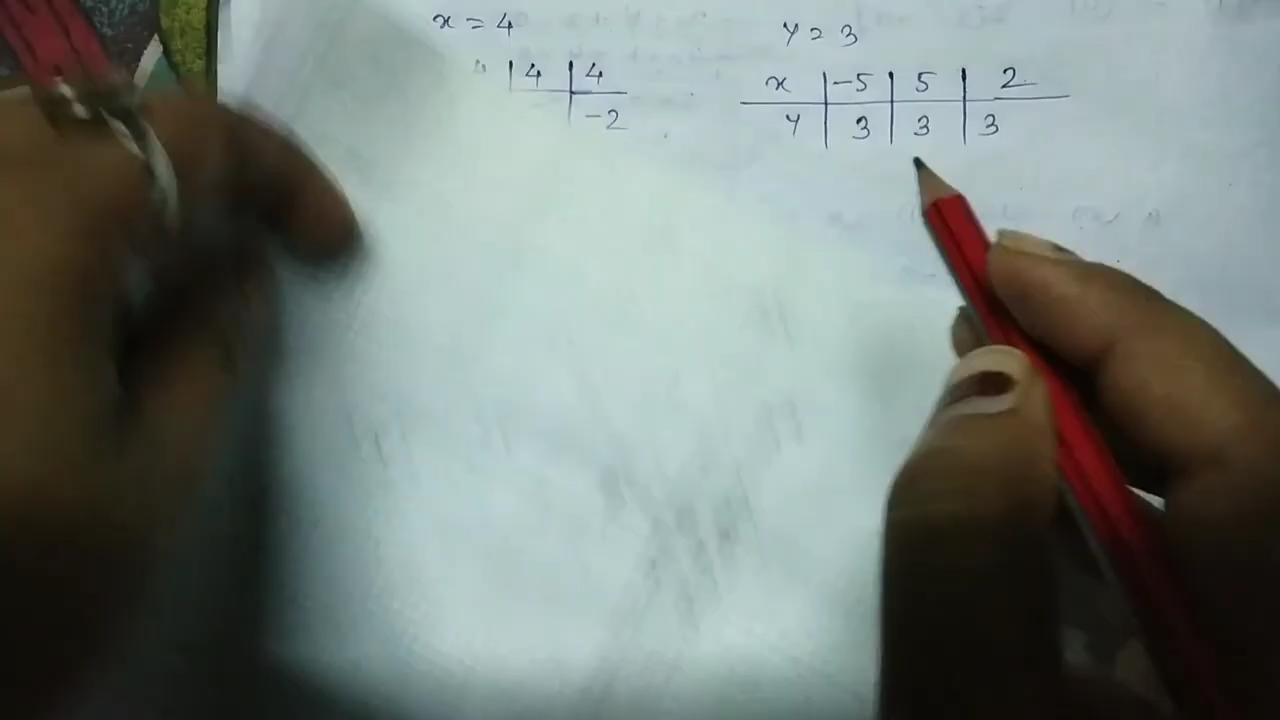 x = 4
4 | 4
-2
y = 3
x | -5 | 5 | 2
y | 3 | 3 | 3